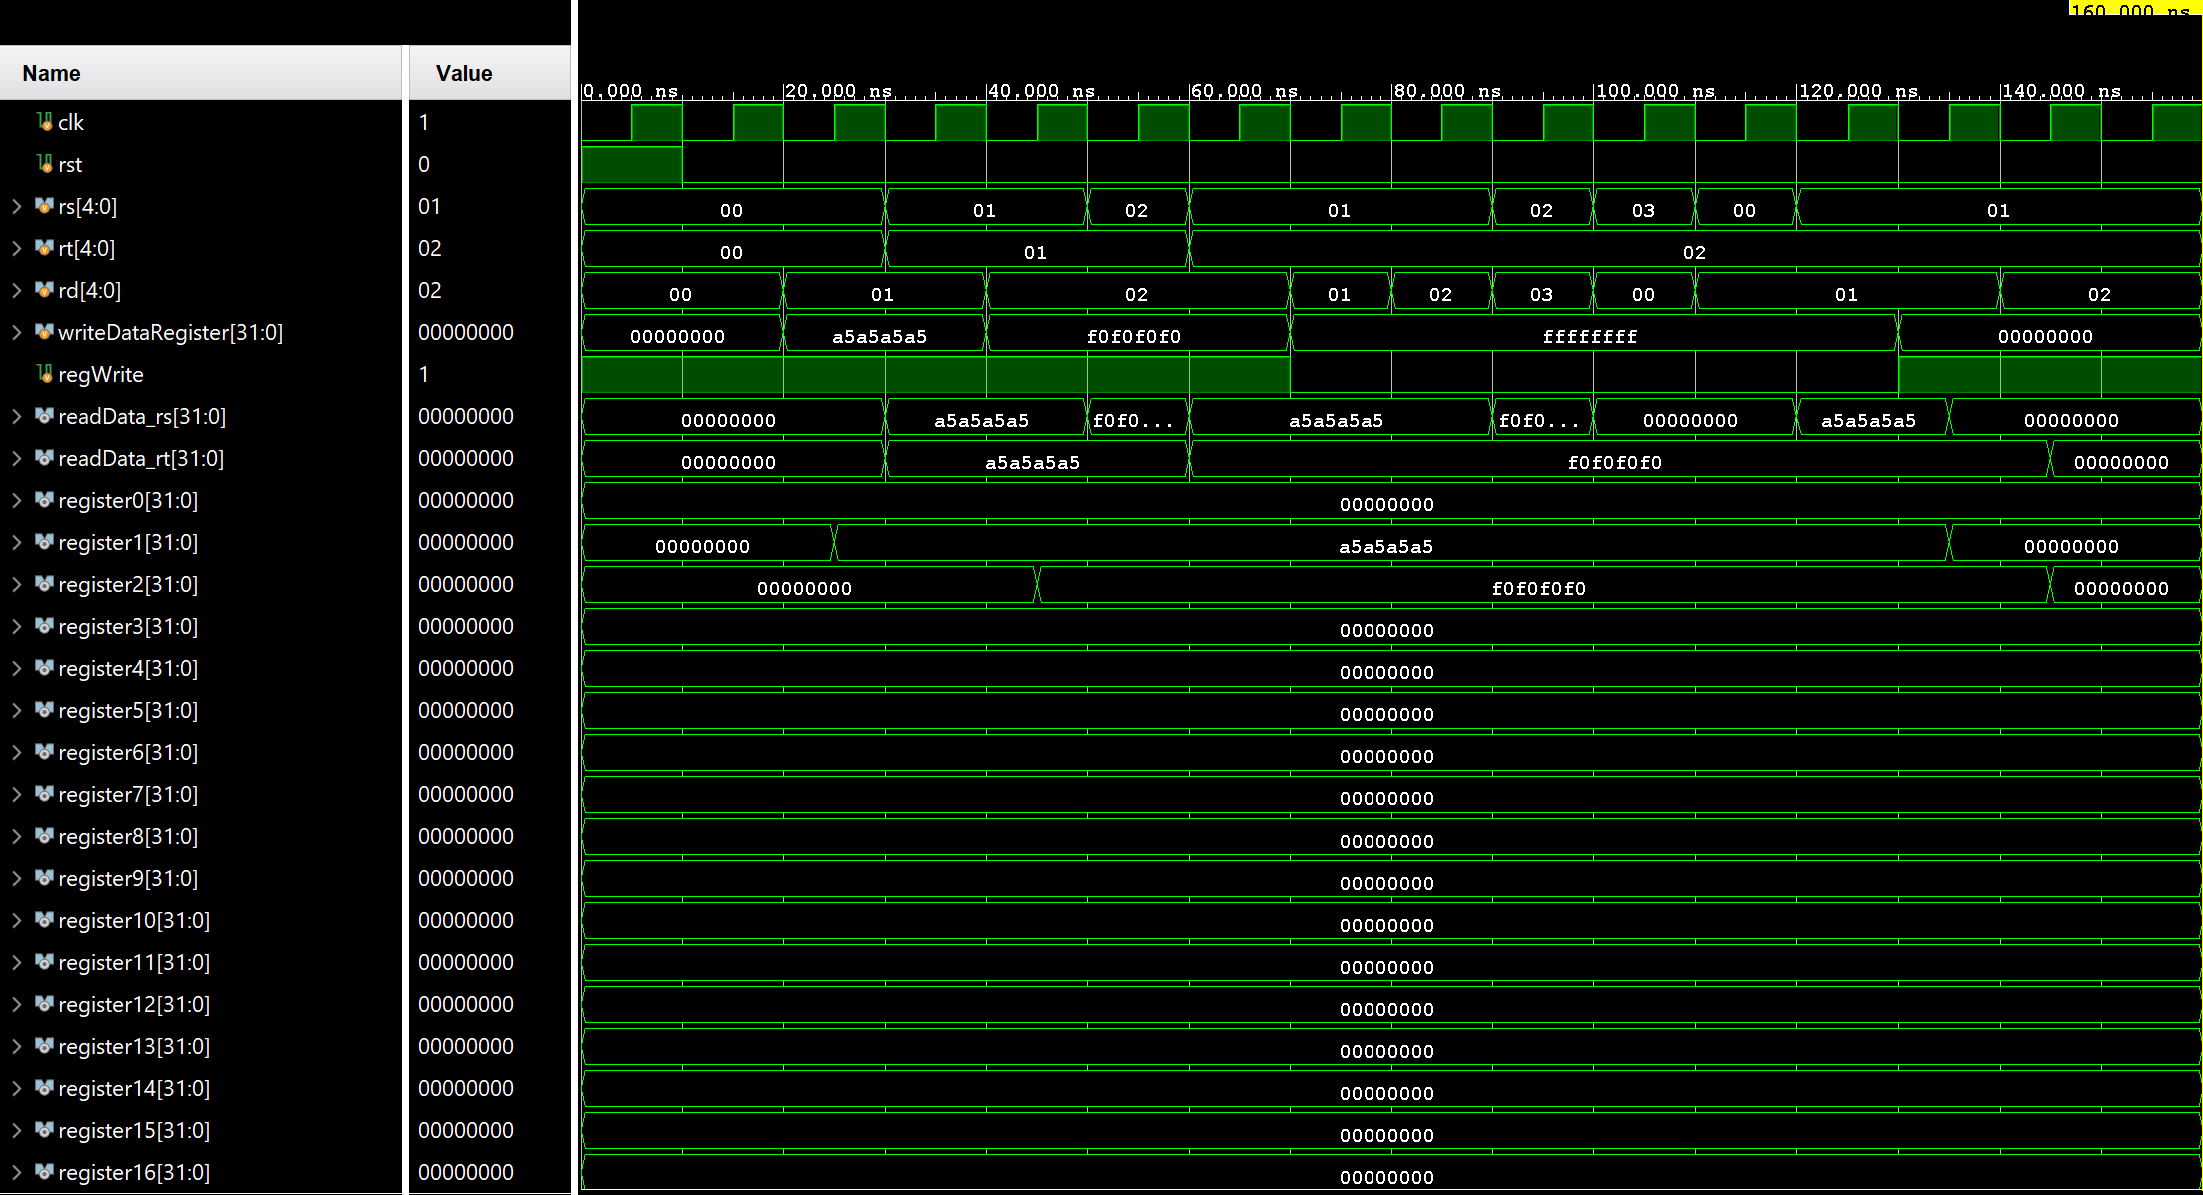 160.000 ns
Name Value
0.000 ns 20.000 ns 40.000 ns 60.000 ns 80.000 ns 100.000 ns 120.000 ns 140.000 ns
clk 1
rst 0
rs[4:0] 01 00 01 02 01 02 03 00 01
rt[4:0] 02 00 01 02
rd[4:0] 02 00 01 02 01 02 03 00 01 02
writeDataRegister[31:0] 00000000 00000000 a5a5a5a5 f0f0f0f0 ffffffff 00000000
regWrite 1
readData_rs[31:0] 00000000 00000000 a5a5a5a5 f0f0... a5a5a5a5 f0f0... 00000000 a5a5a5a5 00000000
readData_rt[31:0] 00000000 00000000 a5a5a5a5 f0f0f0f0 00000000
register0[31:0] 00000000 00000000
register1[31:0] 00000000 00000000 a5a5a5a5 00000000
register2[31:0] 00000000 00000000 f0f0f0f0 00000000
register3[31:0] 00000000 00000000
register4[31:0] 00000000 00000000
register5[31:0] 00000000 00000000
register6[31:0] 00000000 00000000
register7[31:0] 00000000 00000000
register8[31:0] 00000000 00000000
register9[31:0] 00000000 00000000
register10[31:0] 00000000 00000000
register11[31:0] 00000000 00000000
register12[31:0] 00000000 00000000
register13[31:0] 00000000 00000000
register14[31:0] 00000000 00000000
register15[31:0] 00000000 00000000
register16[31:0] 00000000 00000000